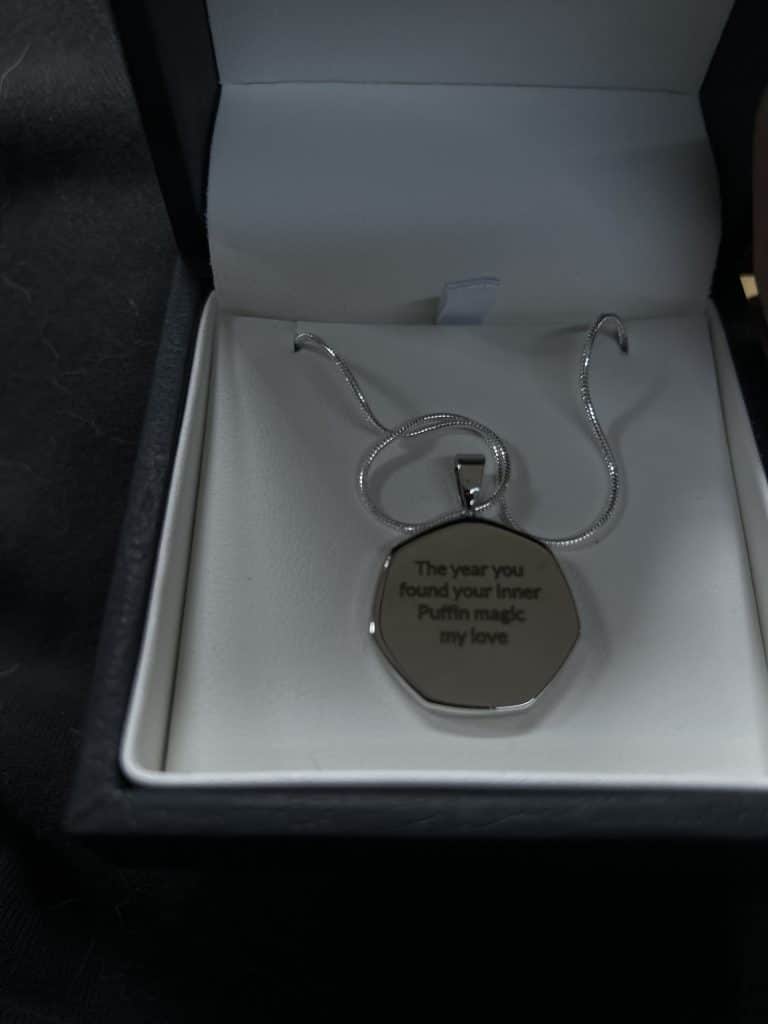 The year you
found your inner
Puffin magic
my love